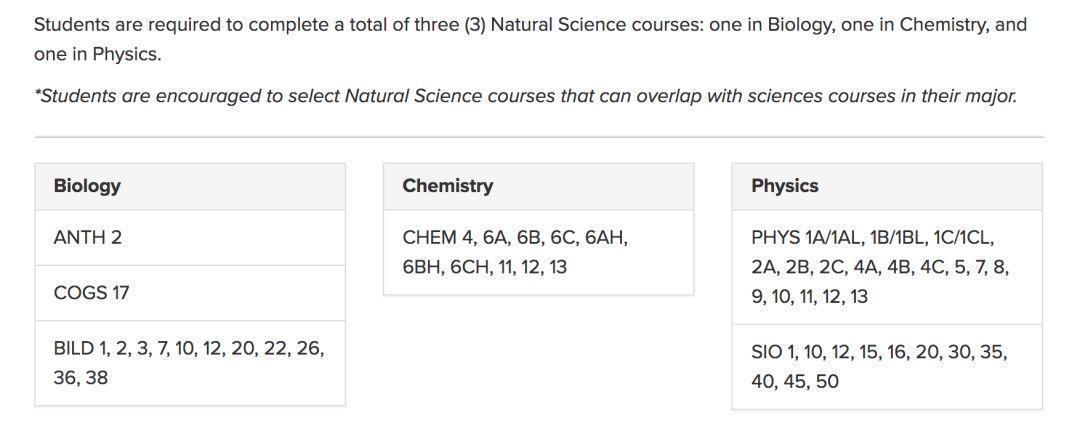 Students are required to complete a total of three (3) Natural Science courses: one in Biology, one in Chemistry, and
one in Physics.
*Students are encouraged to select Natural Science courses that can overlap with sciences courses in their major.
Biology
ANTH 2
COGS 17
BILD 1, 2, 3, 7, 10, 12, 20, 22, 26,
36, 38
Chemistry
CHEM 4, 6A, 6B, 6C, 6AH,
6BH, 6CH, 11, 12, 13
Physics
PHYS 1A/1AL, 1B/1BL, 1C/1CL,
2A, 2B, 2C, 4A, 4B, 4C, 5, 7, 8,
9, 10, 11, 12, 13
SIO 1, 10, 12, 15, 16, 20, 30, 35,
40, 45, 50